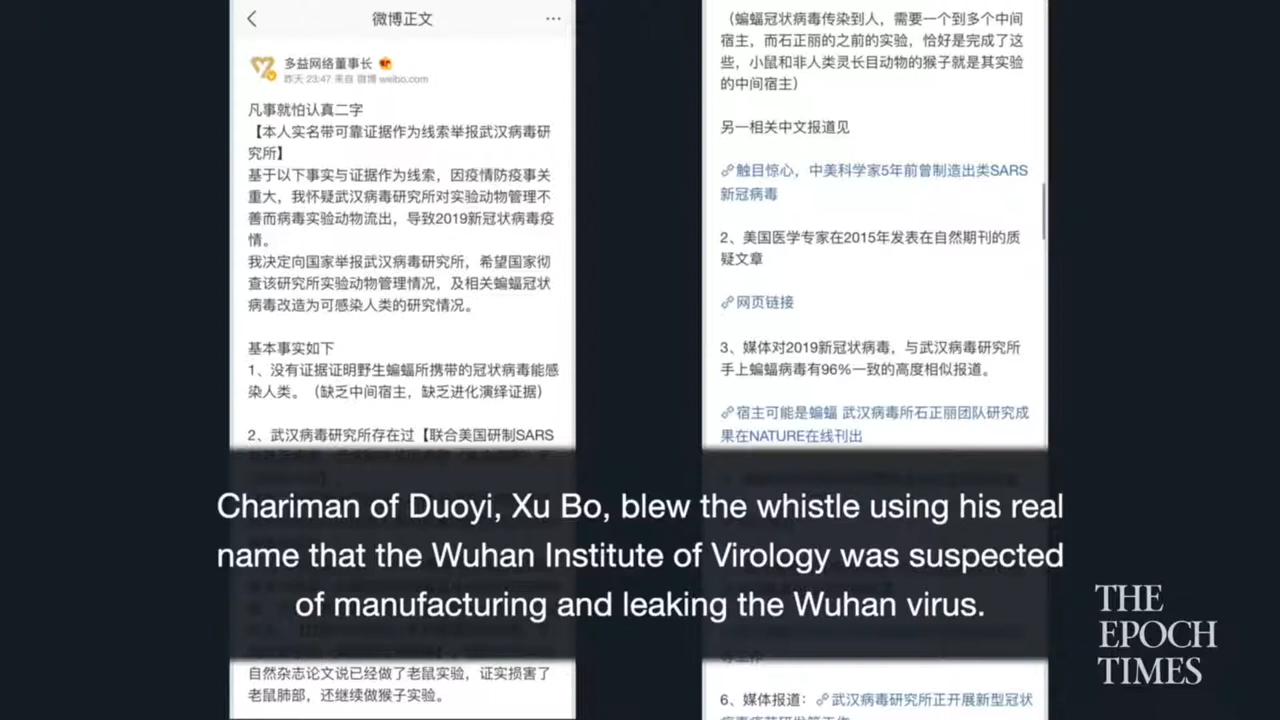 微博正文
...
多益网络董事长
昨天 23:47 来自 微博 weibo.com
凡事就怕认真二字
【本人实名带可靠证据作为线索举报武汉病毒研
究所】
基于以下事实与证据作为线索，因疫情防疫事关
重大，我怀疑武汉病毒研究所对实验动物管理不
善而病毒实验动物流出，导致2019新冠状病毒疫
情。
我决定向国家举报武汉病毒研究所，希望国家彻
查该研究所实验动物管理情况，及相关蝙蝠冠状
病毒改造为可感染人类的研究情况。
基本事实如下
1、没有证据证明野生蝙蝠所携带的冠状病毒能感
染人类。（缺乏中间宿主，缺乏进化演绎证据）
2、武汉病毒研究所存在过【联合美国研制SARS
自然杂志论文说已经做了老鼠实验，证实损害了
老鼠肺部，还继续做猴子实验。
（蝙蝠冠状病毒传染到人，需要一个到多个中间
宿主，而石正丽的之前的实验，恰好是完成了这
些，小鼠和非人类灵长目动物的猴子就是其实验
的中间宿主）
另一相关中文报道见
触目惊心，中美科学家5年前曾制造出类SARS
新冠病毒
2、美国医学专家在2015年发表在自然期刊的质
疑文章
网页链接
3、媒体对2019新冠状病毒，与武汉病毒研究所
手上蝙蝠病毒有96%一致的高度相似报道。
宿主可能是蝙蝠 武汉病毒所石正丽团队研究成
果在NATURE在线刊出
6、媒体报道：武汉病毒研究所正开展新型冠状
Chariman of Duoyi, Xu Bo, blew the whistle using his real
name that the Wuhan Institute of Virology was suspected
of manufacturing and leaking the Wuhan virus.
THE
EPOCH
TIMES